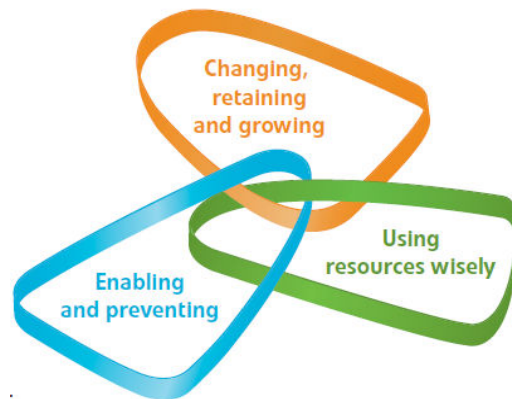 Changing,
retaining
and growing
Using
resources wisely
Enabling
and preventing
.